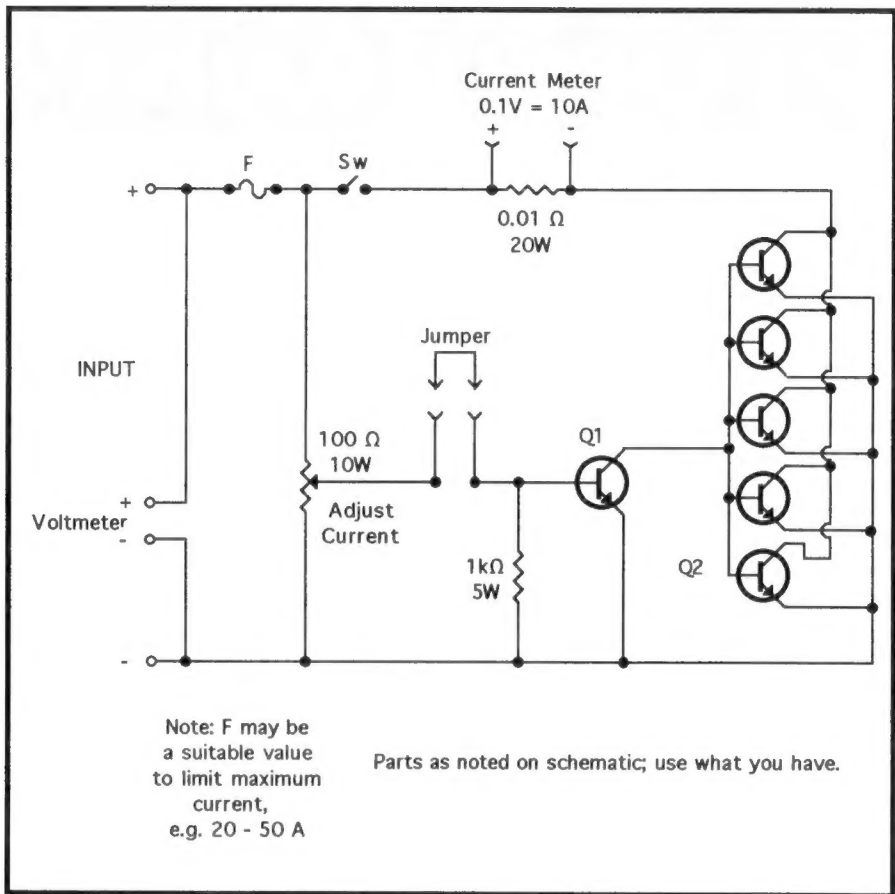 Current Meter
0.1V = 10A
+ -
F
Sw
+
0.01 Ω
20W
Jumper
INPUT
Q1
100 Ω
10W
+
Voltmeter
-
Adjust
Current
1kΩ
5W
Q2
-
Note: F may be
a suitable value
to limit maximum
current,
e.g. 20 - 50 A
Parts as noted on schematic; use what you have.